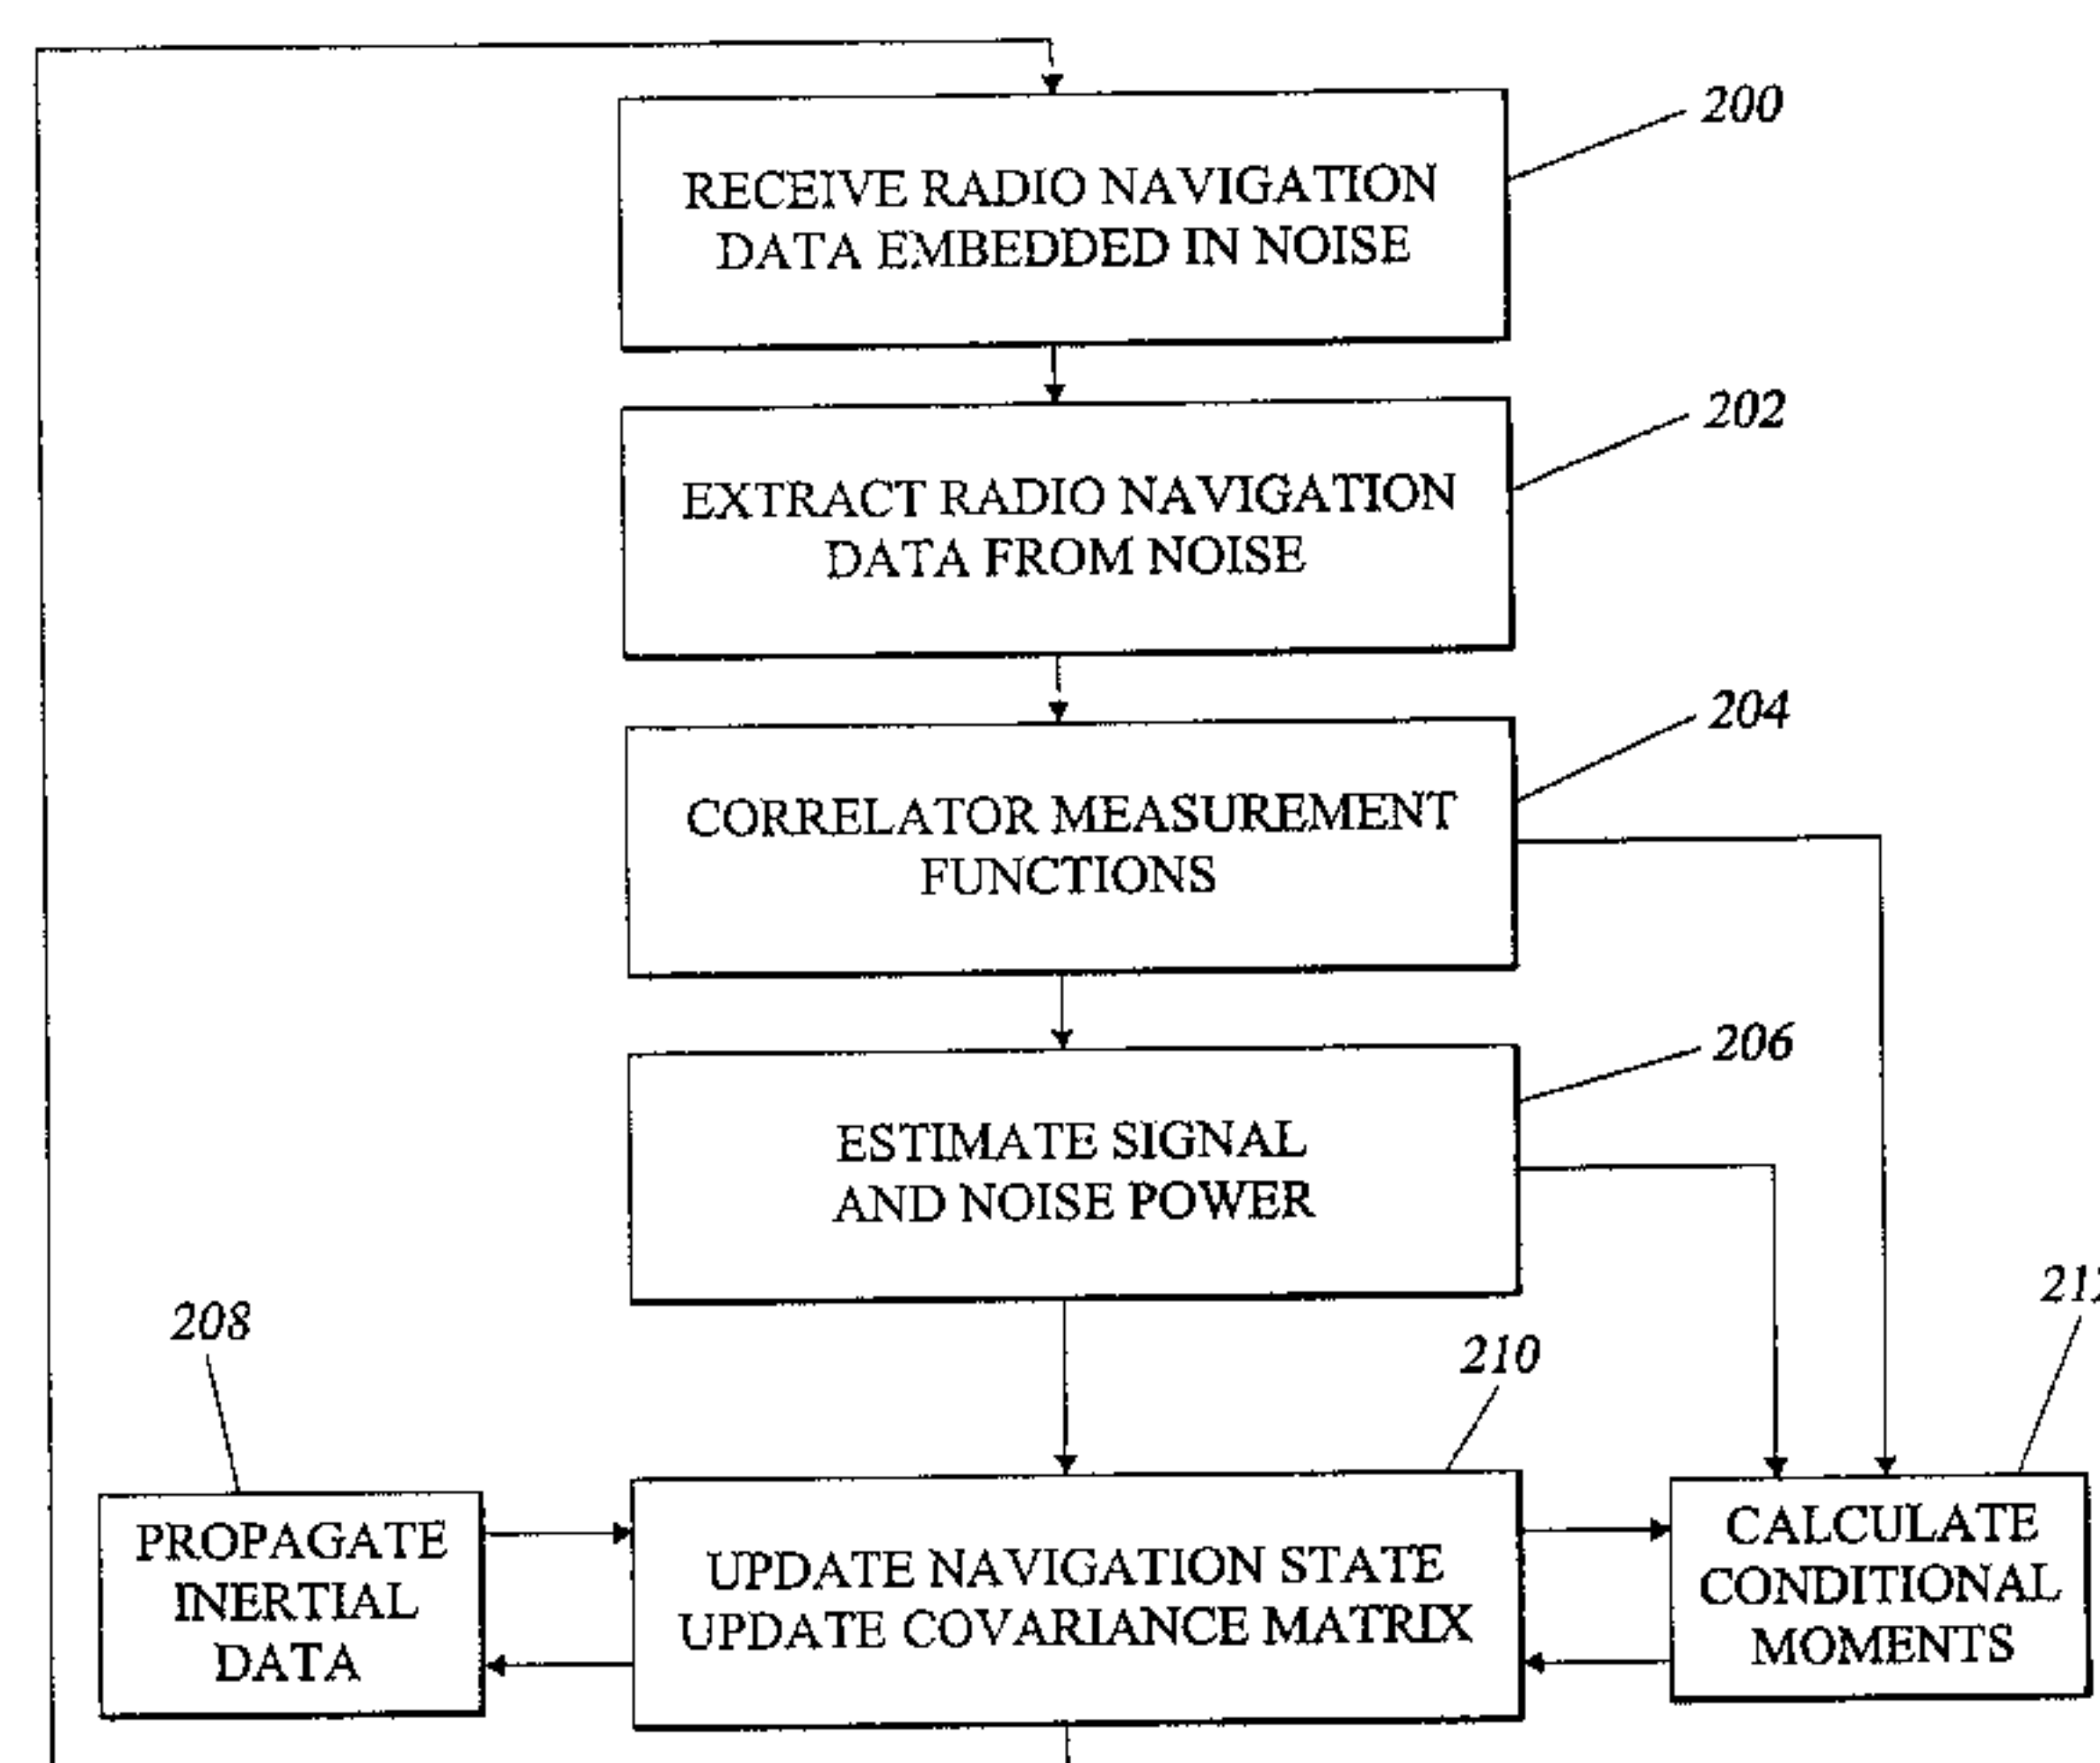 200
RECEIVE RADIO NAVIGATION
DATA EMBEDDED IN NOISE
202
EXTRACT RADIO NAVIGATION
DATA FROM NOISE
204
CORRELATOR MEASUREMENT
FUNCTIONS
206
ESTIMATE SIGNAL
AND NOISE POWER
208
210
PROPAGATE
INERTIAL
DATA
UPDATE NAVIGATION STATE
UPDATE COVARIANCE MATRIX
CALCULATE
CONDITIONAL
MOMENTS